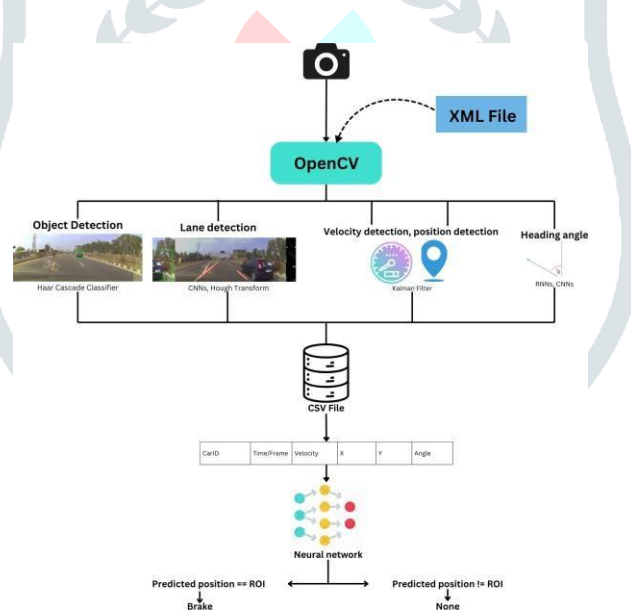 XML File
OpenCV
Object Detection
Lane detection
Velocity detection, position detection
Heading angle
Haar Cascade Classifier
CNNs, Hough Transform
Kalman Filter
RNNs, CNNs
CSV File
CarID Time/Frame Velocity X Y Angle
Neural network
Predicted position == ROI
Predicted position != ROI
Brake
None